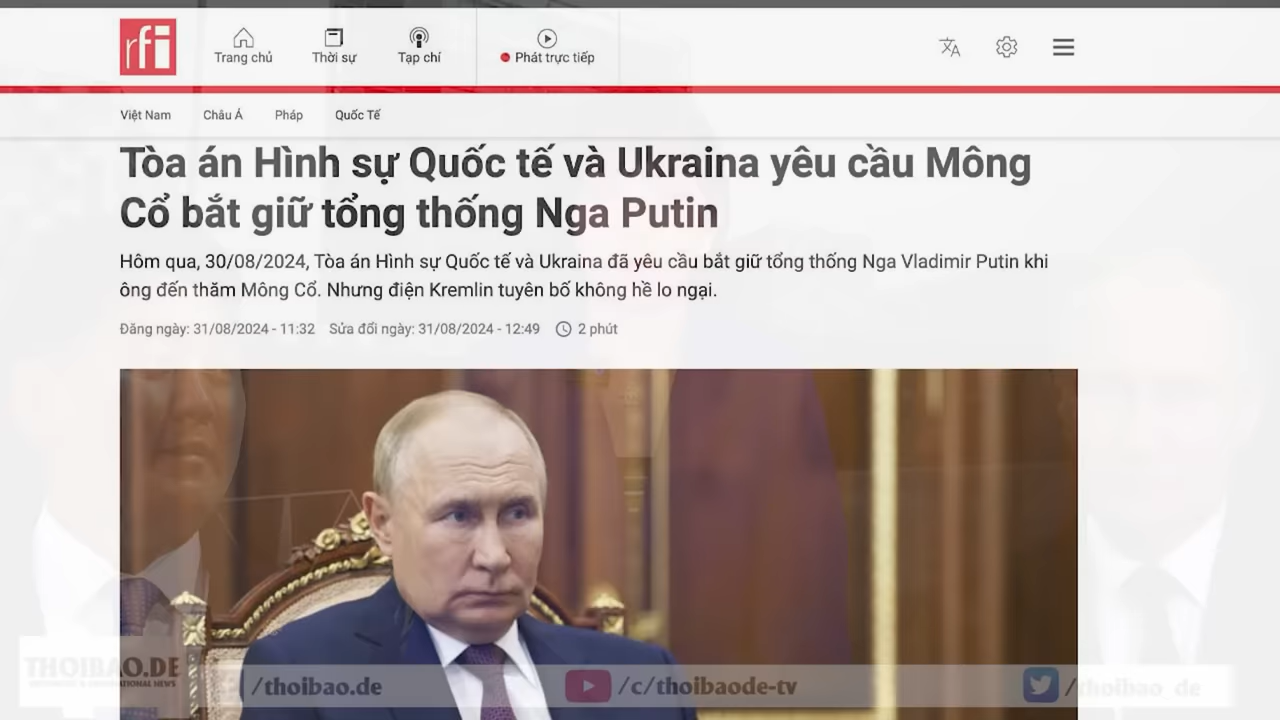 rfi
Trang chủ
Thời sự
Tạp chí
Phát trực tiếp
Việt Nam
Châu Á
Pháp
Quốc Tế
Tòa án Hình sự Quốc tế và Ukraina yêu cầu Mông
Cổ bắt giữ tổng thống Nga Putin
Hôm qua, 30/08/2024, Tòa án Hình sự Quốc tế và Ukraina đã yêu cầu bắt giữ tổng thống Nga Vladimir Putin khi
ông đến thăm Mông Cổ. Nhưng điện Kremlin tuyên bố không hề lo ngại.
Đăng ngày: 31/08/2024 - 11:32 Sửa đổi ngày: 31/08/2024 - 12:49 2 phút
THOIBAO.DE
/thoibao.de
/c/thoibaode-tv
/thoibao_de